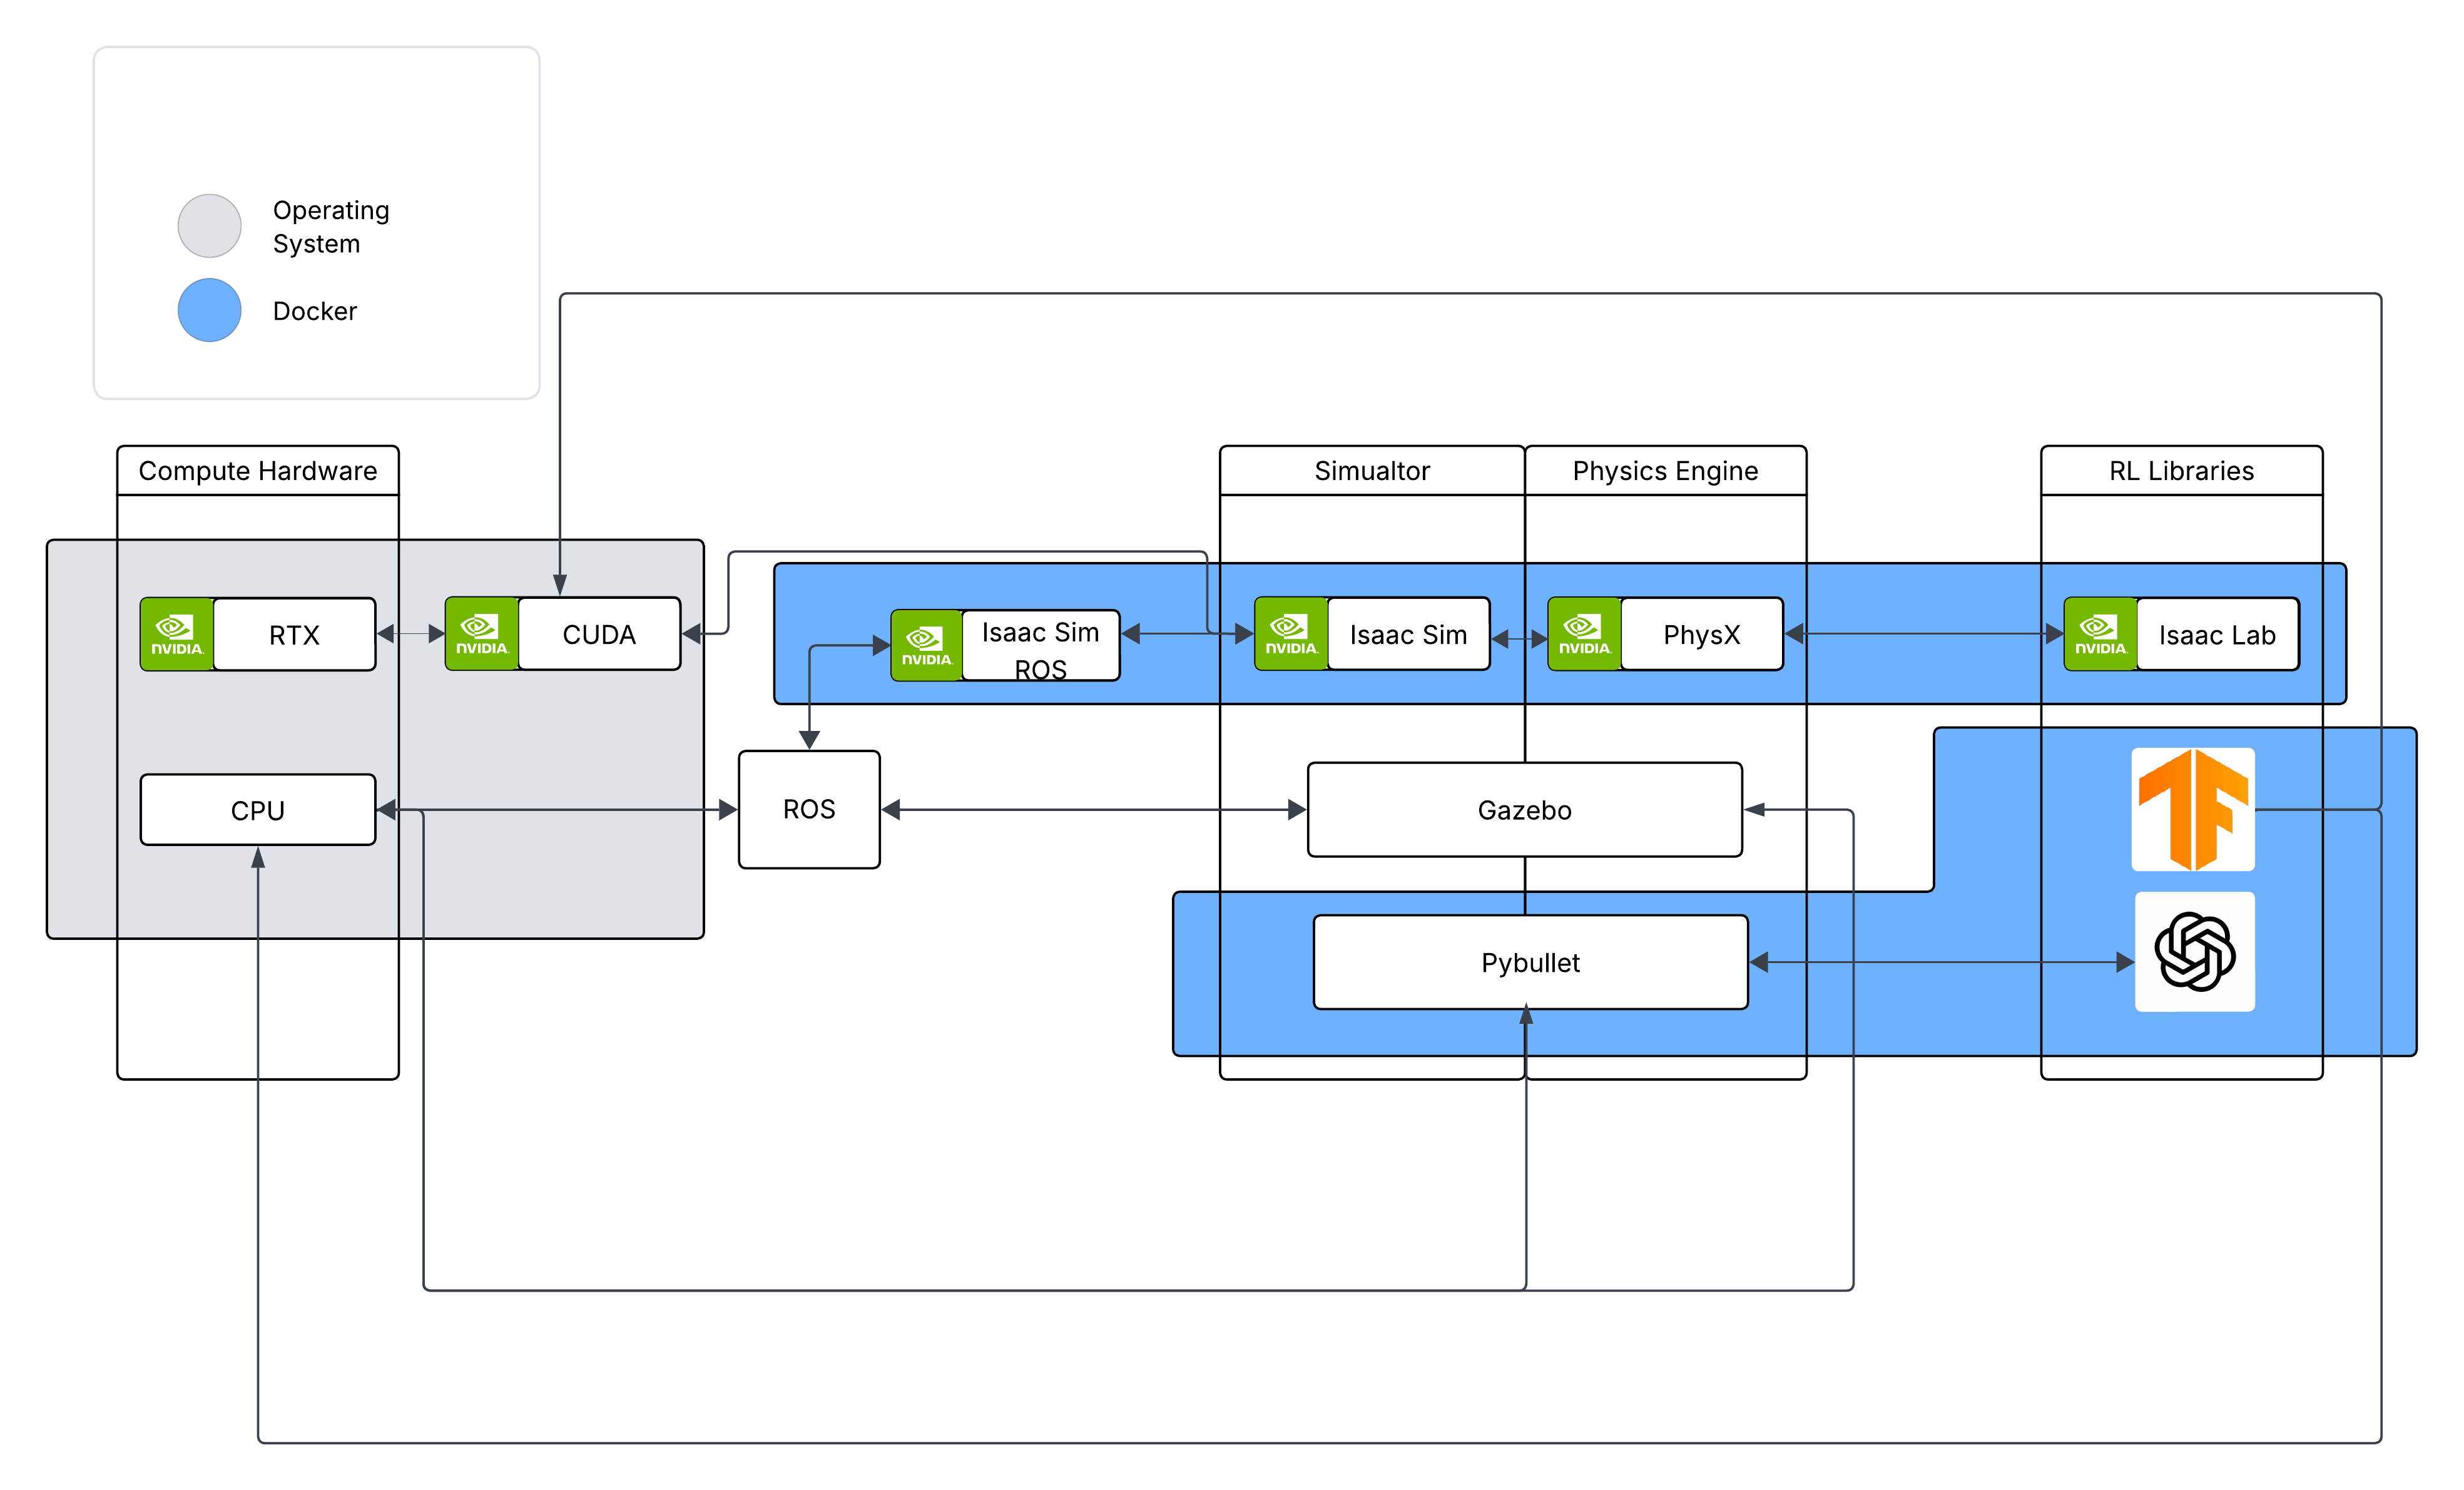 Operating
System
Docker
Compute Hardware
Simualtor
Physics Engine
RL Libraries
NVIDIA.
RTX
NVIDIA.
CUDA
NVIDIA.
Isaac Sim
ROS
NVIDIA.
Isaac Sim
NVIDIA.
PhysX
NVIDIA.
Isaac Lab
CPU
ROS
Gazebo
Pybullet